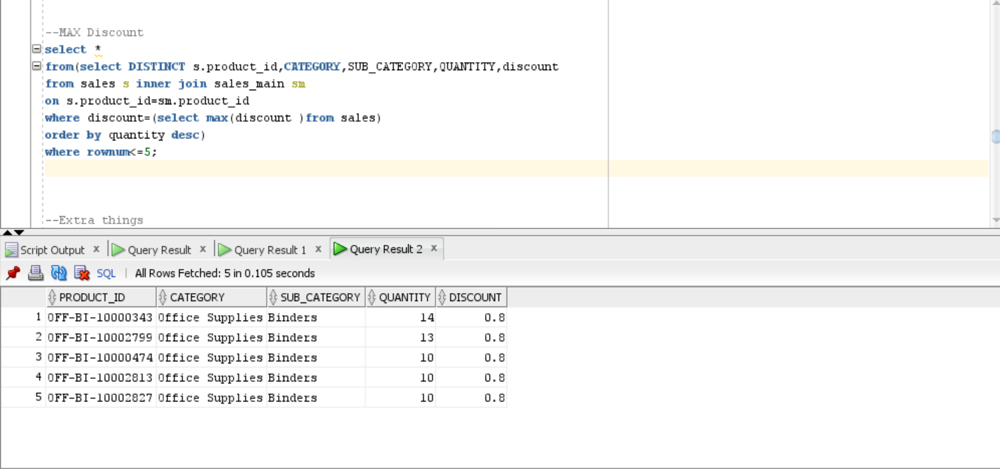 --MAX Discount
select *
from(select DISTINCT s.product_id,CATEGORY,SUB_CATEGORY,QUANTITY,discount
from sales s inner join sales_main sm
on s.product_id=sm.product_id
where discount=(select max(discount )from sales)
order by quantity desc)
where rownum<=5;
--Extra things
Script Output x Query Result x Query Result 1 x Query Result 2 x
SQL | All Rows Fetched: 5 in 0.105 seconds
PRODUCT_ID CATEGORY SUB_CATEGORY QUANTITY DISCOUNT
1 OFF-BI-10000343 Office Supplies Binders 14 0.8
2 OFF-BI-10002799 Office Supplies Binders 13 0.8
3 OFF-BI-10000474 Office Supplies Binders 10 0.8
4 OFF-BI-10002813 Office Supplies Binders 10 0.8
5 OFF-BI-10002827 Office Supplies Binders 10 0.8